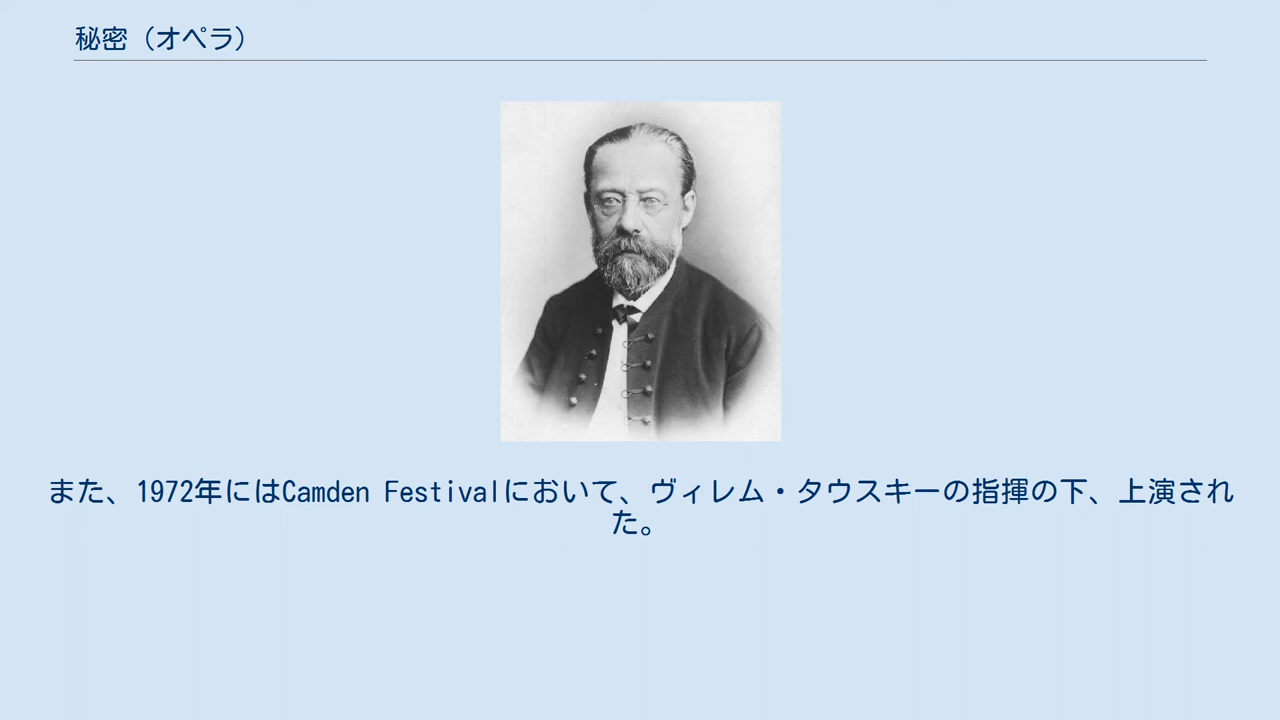 秘密（オペラ）
また、1972年にはCamden Festivalにおいて、ヴィレム・タウスキーの指揮の下、上演され
た。